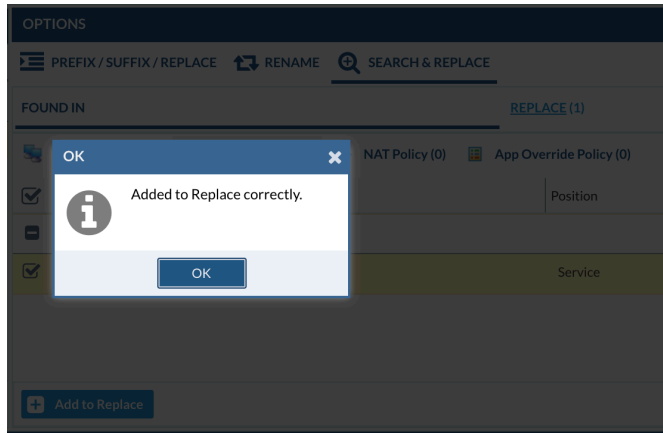 OPTIONS
PREFIX / SUFFIX / REPLACE RENAME SEARCH & REPLACE
FOUND IN REPLACE (1)
OK
NAT Policy (0) App Override Policy (0)
Added to Replace correctly.
Position
OK
Service
Add to Replace